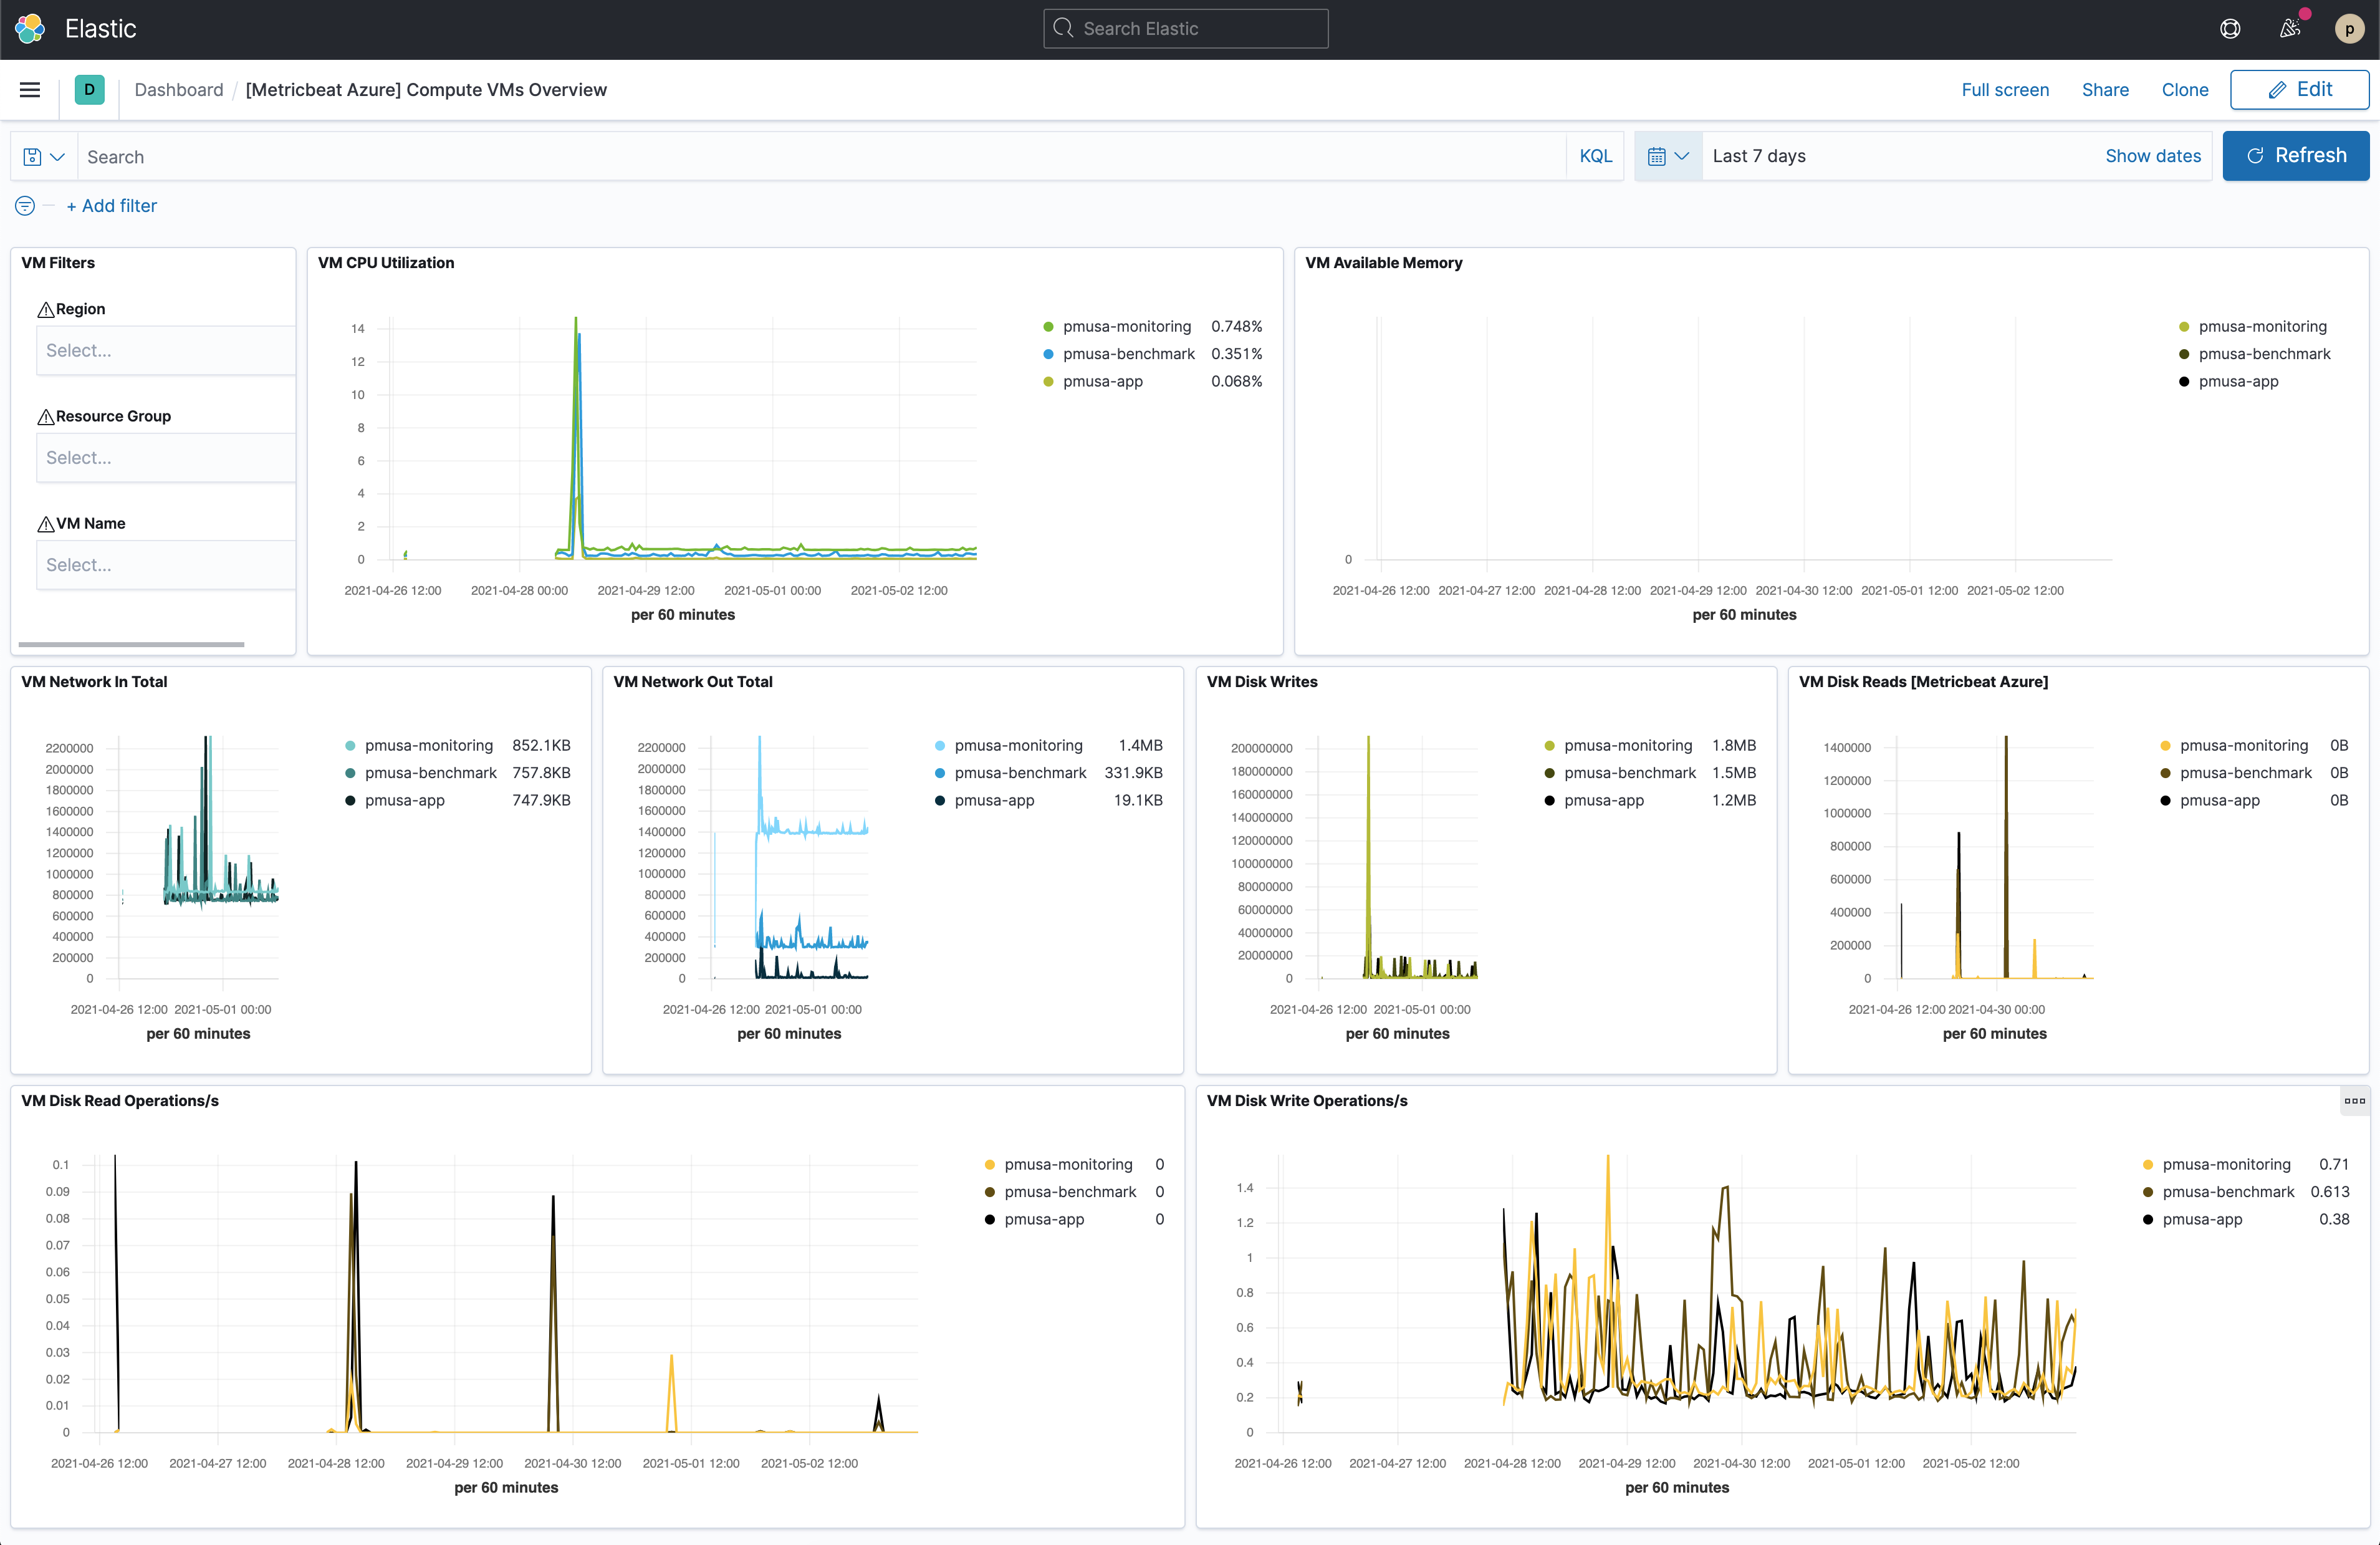 Elastic
Search Elastic
p
D
Dashboard / [Metricbeat Azure] Compute VMs Overview
Full screen
Share
Clone
Edit
Search
KQL
Last 7 days
Show dates
Refresh
+ Add filter
VM Filters
Region
Select...
Resource Group
Select...
VM Name
Select...
VM CPU Utilization
14
12
10
8
6
4
2
0
2021-04-26 12:00 2021-04-28 00:00 2021-04-29 12:00 2021-05-01 00:00 2021-05-02 12:00
per 60 minutes
pmusa-monitoring 0.748%
pmusa-benchmark 0.351%
pmusa-app 0.068%
VM Available Memory
0
2021-04-26 12:00 2021-04-27 12:00 2021-04-28 12:00 2021-04-29 12:00 2021-04-30 12:00 2021-05-01 12:00 2021-05-02 12:00
per 60 minutes
pmusa-monitoring
pmusa-benchmark
pmusa-app
VM Network In Total
2200000
2000000
1800000
1600000
1400000
1200000
1000000
800000
600000
400000
200000
0
2021-04-26 12:00 2021-05-01 00:00
per 60 minutes
pmusa-monitoring 852.1KB
pmusa-benchmark 757.8KB
pmusa-app 747.9KB
VM Network Out Total
2200000
2000000
1800000
1600000
1400000
1200000
1000000
800000
600000
400000
200000
0
2021-04-26 12:00 2021-05-01 00:00
per 60 minutes
pmusa-monitoring 1.4MB
pmusa-benchmark 331.9KB
pmusa-app 19.1KB
VM Disk Writes
200000000
180000000
160000000
140000000
120000000
100000000
80000000
60000000
40000000
20000000
0
2021-04-26 12:00 2021-05-01 00:00
per 60 minutes
pmusa-monitoring 1.8MB
pmusa-benchmark 1.5MB
pmusa-app 1.2MB
VM Disk Reads [Metricbeat Azure]
1400000
1200000
1000000
800000
600000
400000
200000
0
2021-04-26 12:00 2021-04-30 00:00
per 60 minutes
pmusa-monitoring 0B
pmusa-benchmark 0B
pmusa-app 0B
VM Disk Read Operations/s
0.1
0.09
0.08
0.07
0.06
0.05
0.04
0.03
0.02
0.01
0
2021-04-26 12:00 2021-04-27 12:00 2021-04-28 12:00 2021-04-29 12:00 2021-04-30 12:00 2021-05-01 12:00 2021-05-02 12:00
per 60 minutes
pmusa-monitoring 0
pmusa-benchmark 0
pmusa-app 0
VM Disk Write Operations/s
1.4
1.2
1
0.8
0.6
0.4
0.2
0
2021-04-26 12:00 2021-04-27 12:00 2021-04-28 12:00 2021-04-29 12:00 2021-04-30 12:00 2021-05-01 12:00 2021-05-02 12:00
per 60 minutes
pmusa-monitoring 0.71
pmusa-benchmark 0.613
pmusa-app 0.38